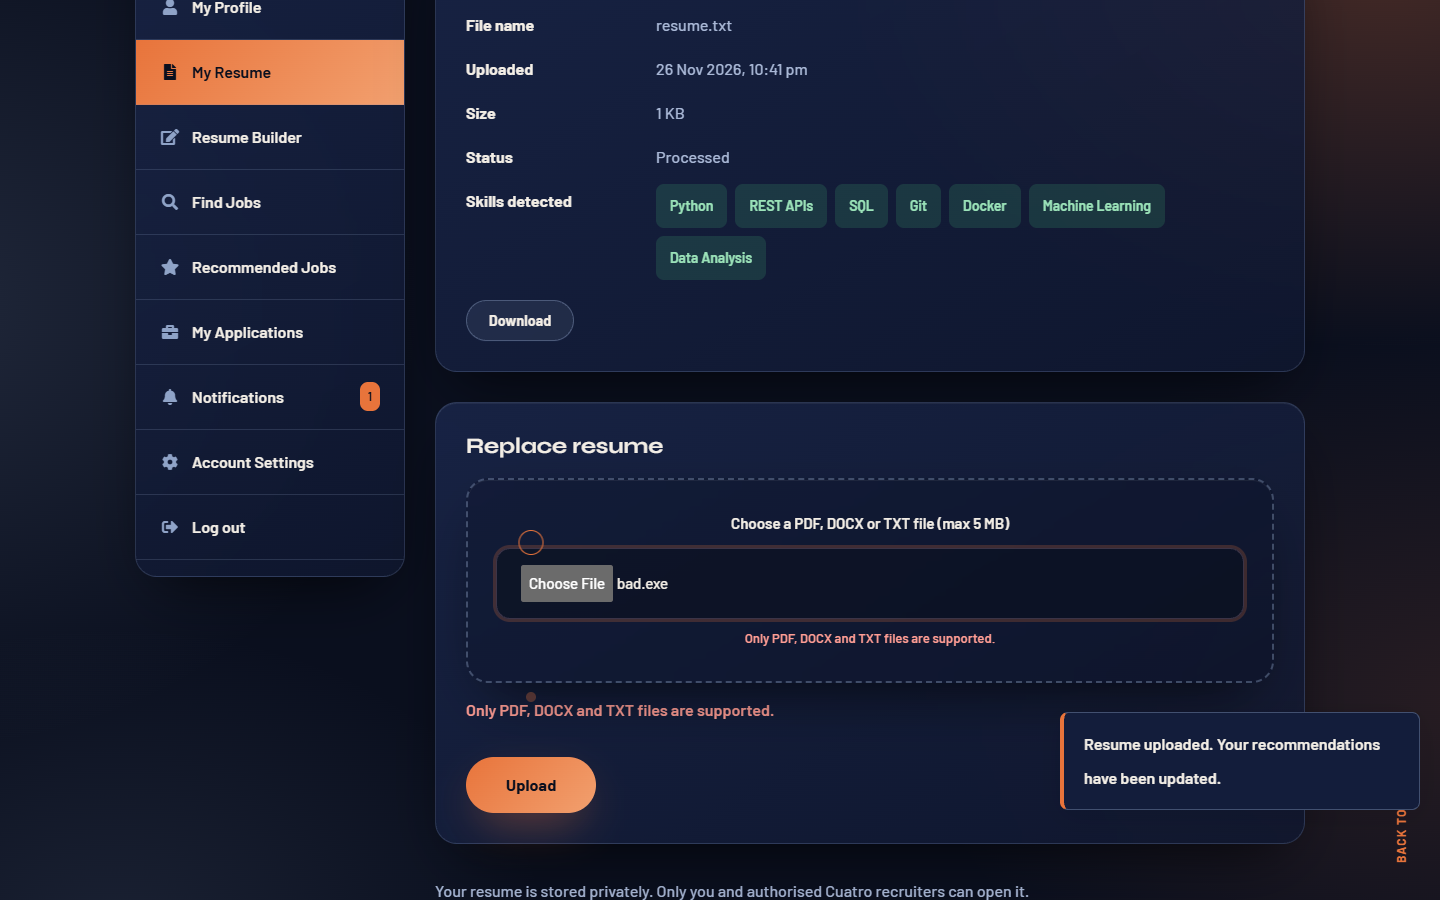 My Profile
My Resume
Resume Builder
Find Jobs
Recommended Jobs
My Applications
Notifications 1
Account Settings
Log out
File name resume.txt
Uploaded 26 Nov 2026, 10:41 pm
Size 1 KB
Status Processed
Skills detected Python REST APIs SQL Git Docker Machine Learning
Data Analysis
Download
Replace resume
Choose a PDF, DOCX or TXT file (max 5 MB)
Choose File bad.exe
Only PDF, DOCX and TXT files are supported.
Only PDF, DOCX and TXT files are supported.
Upload
Resume uploaded. Your recommendations
have been updated.
BACK TO
Your resume is stored privately. Only you and authorised Cuatro recruiters can open it.